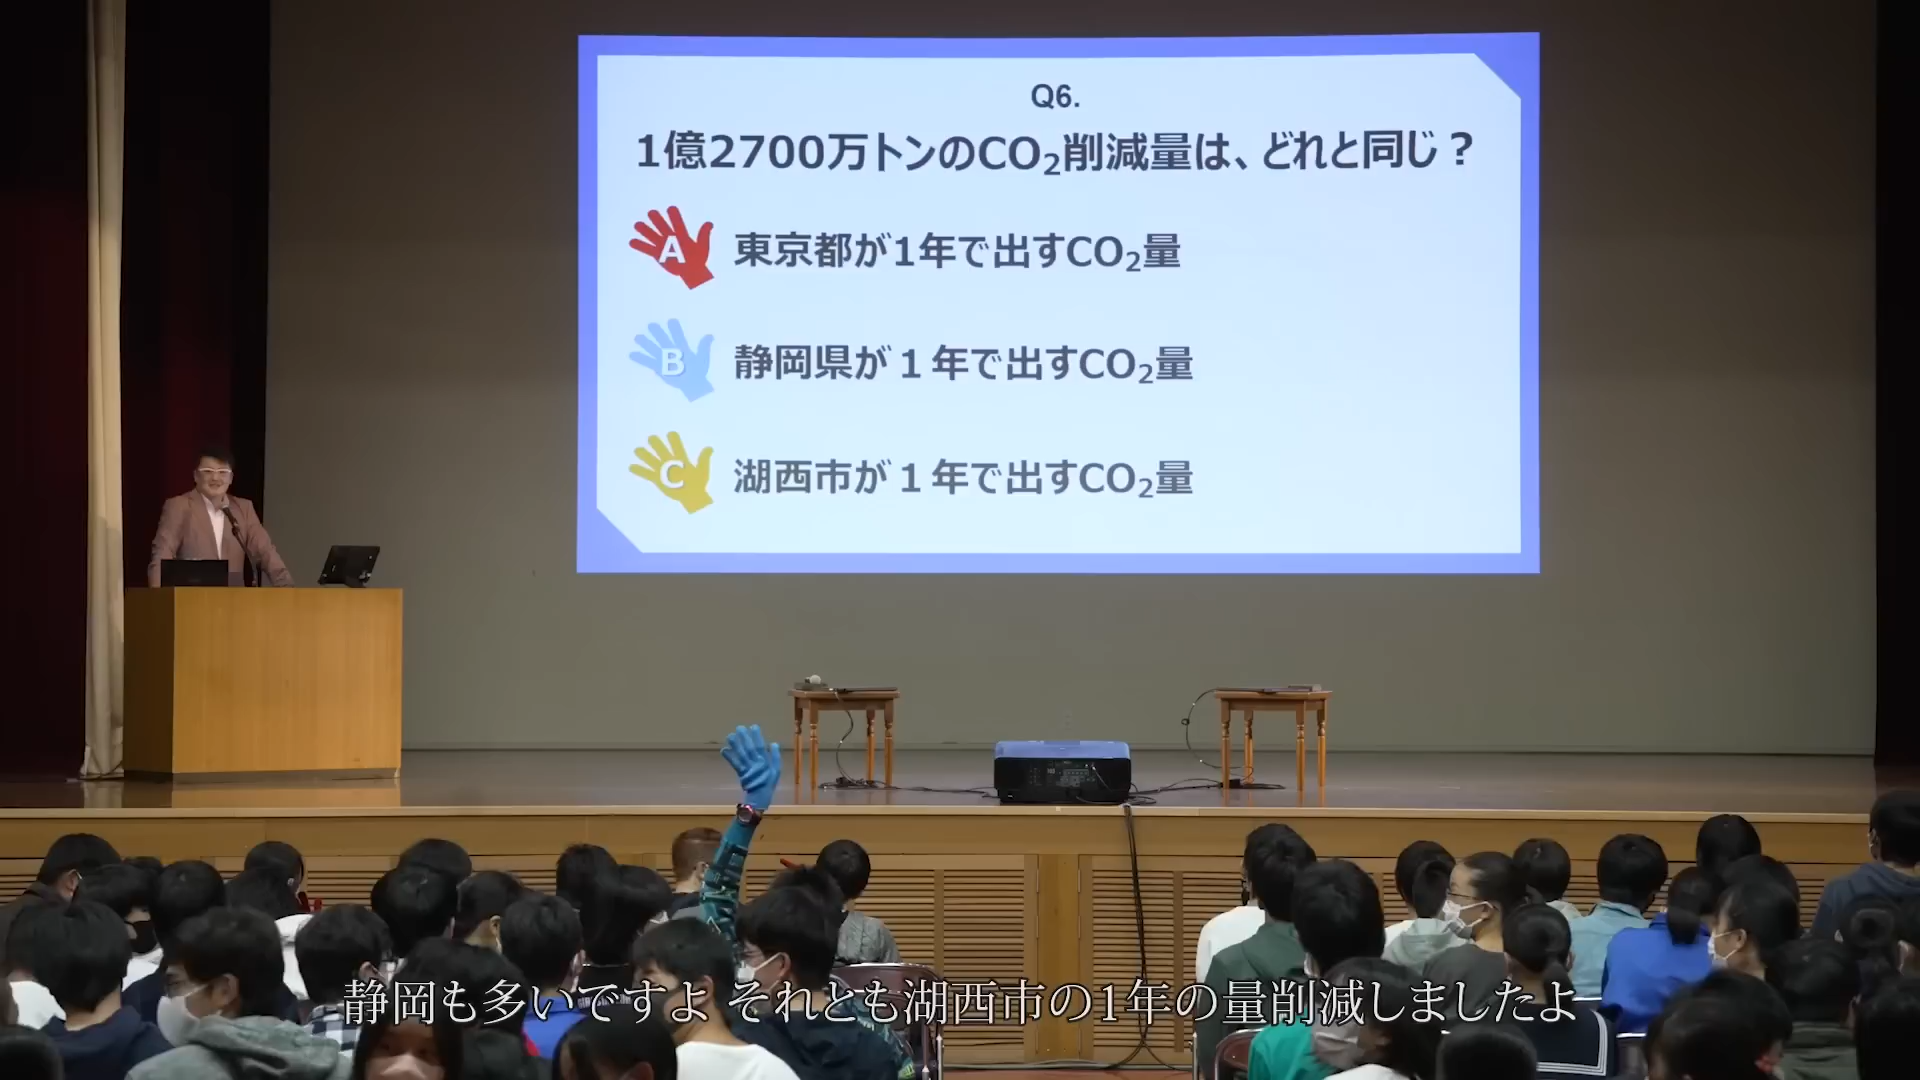 Q6.
1億2700万トンのCO₂削減量は、どれと同じ？
A 東京都が1年で出すCO₂量
B 静岡県が１年で出すCO₂量
C 湖西市が１年で出すCO₂量
静岡も多いですよ それとも湖西市の1年の量削減しましたよ